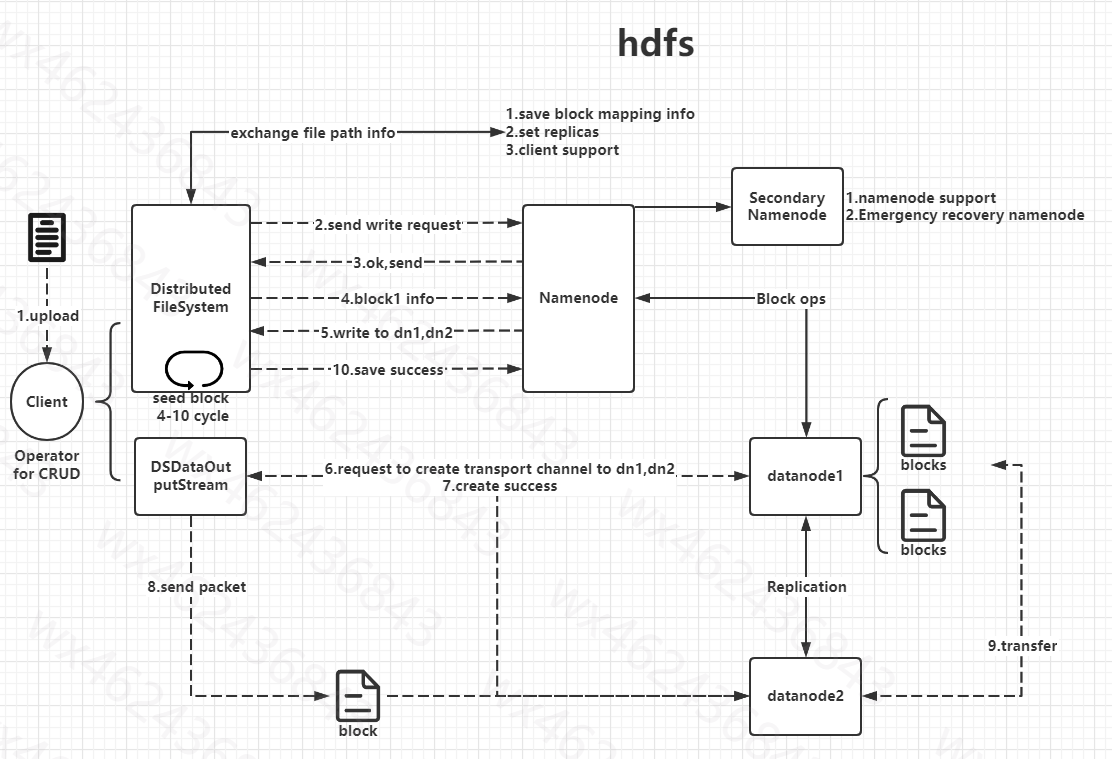 hdfs
exchange file path info
1.save block mapping info
2.set replicas
3.client support
Secondary
Namenode
1.namenode support
2.Emergency recovery namenode
2.send write request
3.ok,send
Distributed
FileSystem
4.block1 info
Namenode
Block ops
1.upload
5.write to dn1,dn2
10.save success
seed block
4-10 cycle
Client
Operator
for CRUD
DSDataOut
putStream
6.request to create transport channel to dn1,dn2
7.create success
datanode1
blocks
blocks
8.send packet
Replication
9.transfer
block
datanode2
wx462436843